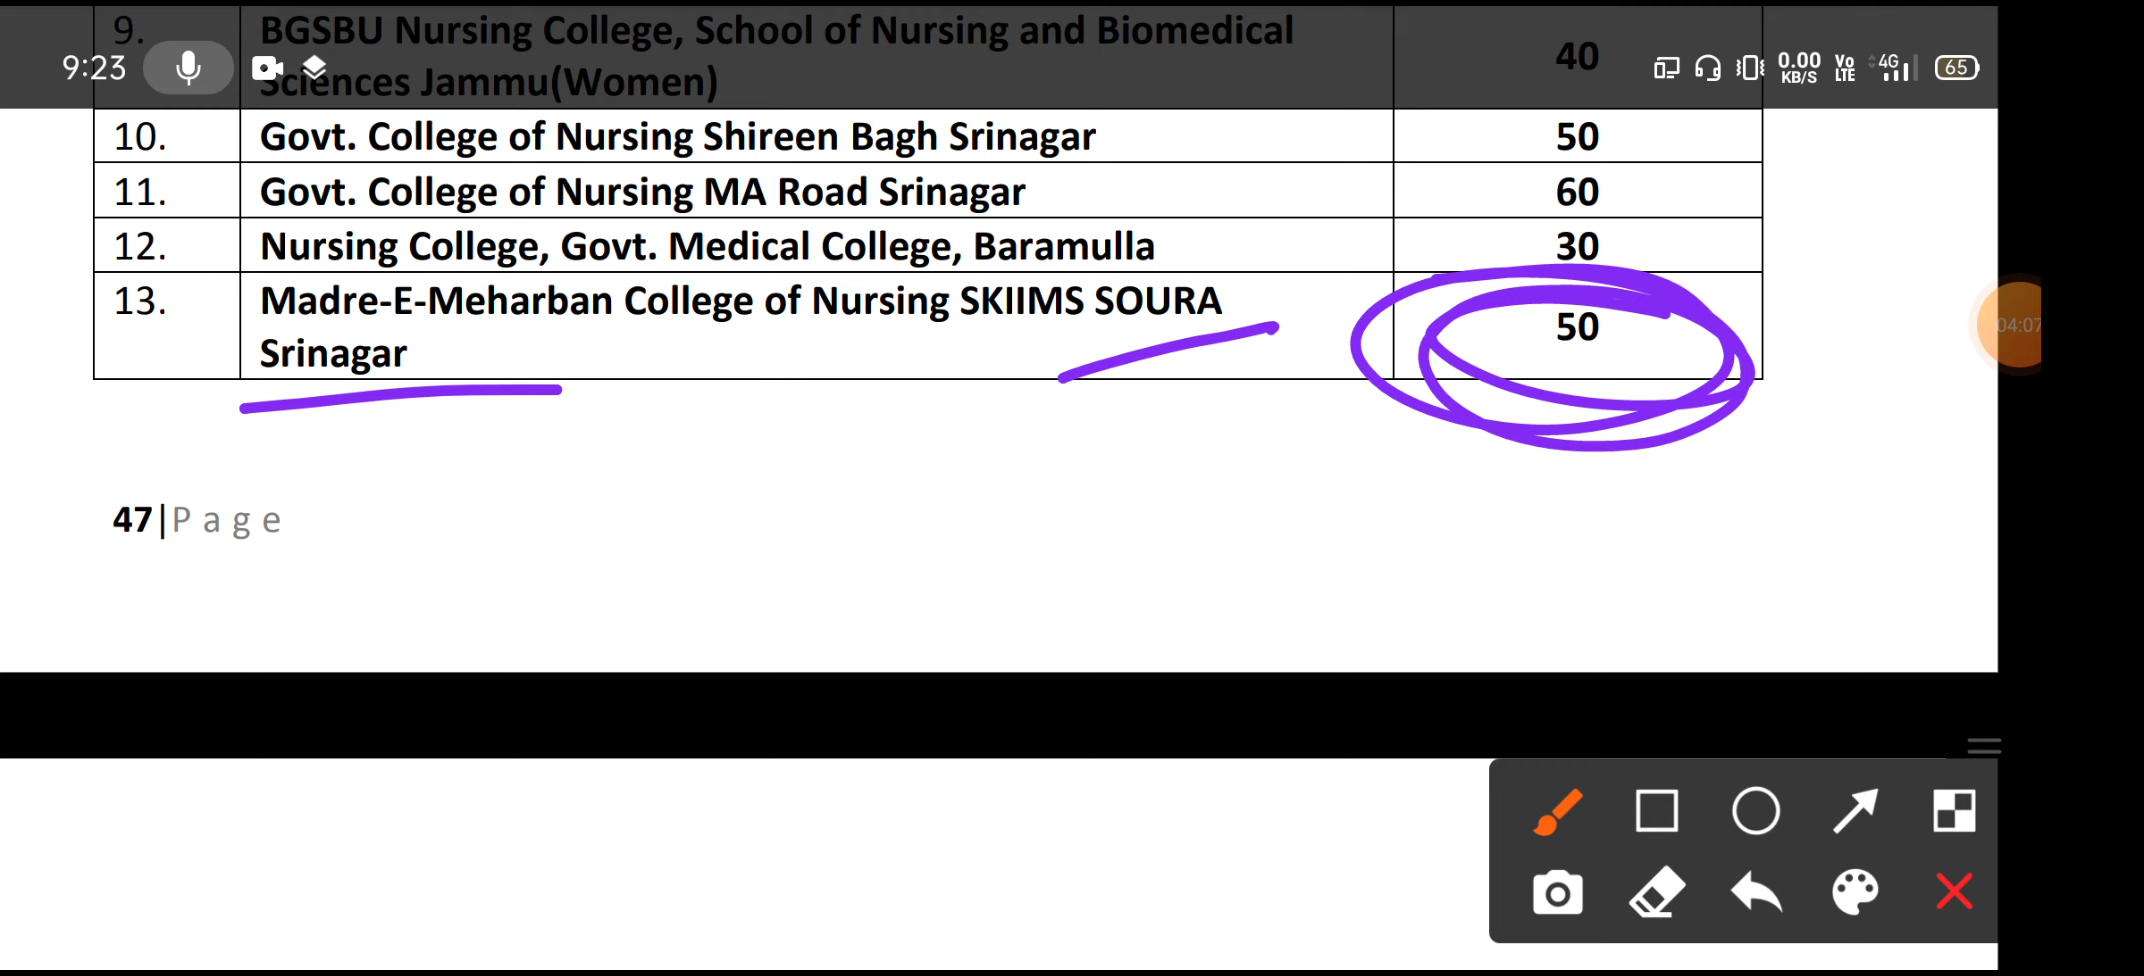 9. BGSBU Nursing College, School of Nursing and Biomedical 40
9:23 0.00 KB/S Vo LTE 4G 65
Sciences Jammu(Women)
10. Govt. College of Nursing Shireen Bagh Srinagar 50
11. Govt. College of Nursing MA Road Srinagar 60
12. Nursing College, Govt. Medical College, Baramulla 30
13. Madre-E-Meharban College of Nursing SKIIMS SOURA 50
Srinagar
04:07
47|Page